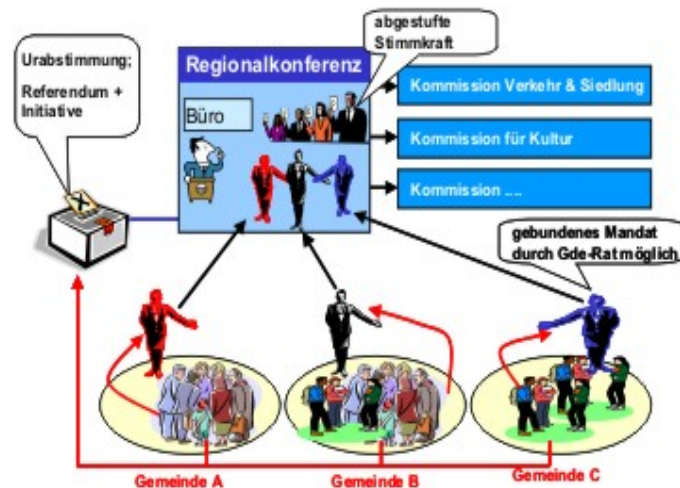 abgestufte
Stimmkraft
Urabstimmung;
Referendum +
Initiative
Regionalkonferenz
Büro
Kommission Verkehr & Siedlung
Kommission für Kultur
Kommission ....
gebundenes Mandat
durch Gde-Rat möglich
Gemeinde A
Gemeinde B
Gemeinde C